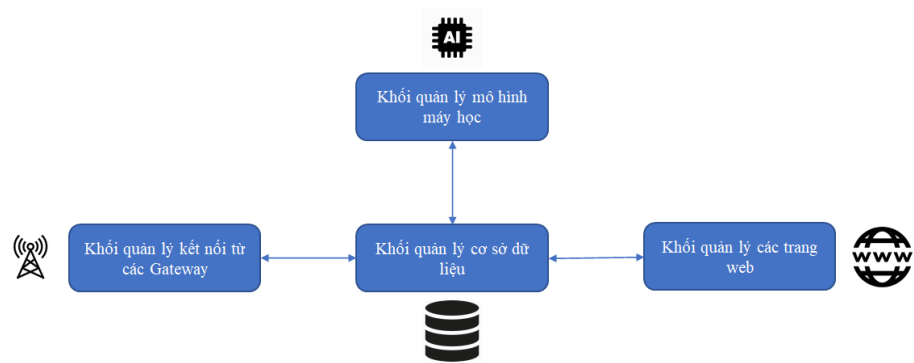 AI
Khối quản lý mô hình
máy học
Khối quản lý kết nối từ
các Gateway
Khối quản lý cơ sở dữ
liệu
Khối quản lý các trang
web
WWW